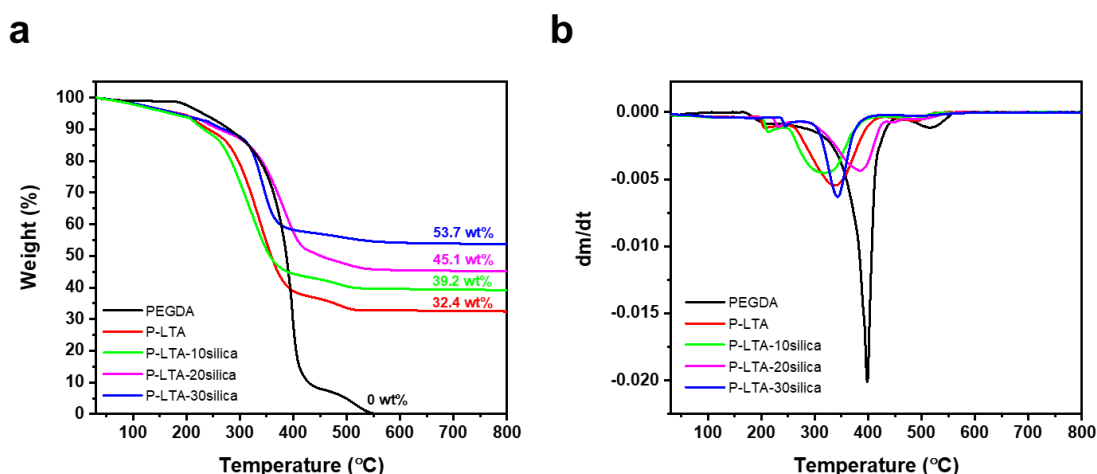 a
100
90
80
70
60
50
40
30
20
10
0
Weight (%)
53.7 wt%
45.1 wt%
39.2 wt%
32.4 wt%
0 wt%
PEGDA
P-LTA
P-LTA-10silica
P-LTA-20silica
P-LTA-30silica
100 200 300 400 500 600 700 800
Temperature (°C)
b
0.000
-0.005
-0.010
-0.015
-0.020
dm/dt
PEGDA
P-LTA
P-LTA-10silica
P-LTA-20silica
P-LTA-30silica
100 200 300 400 500 600 700 800
Temperature (°C)